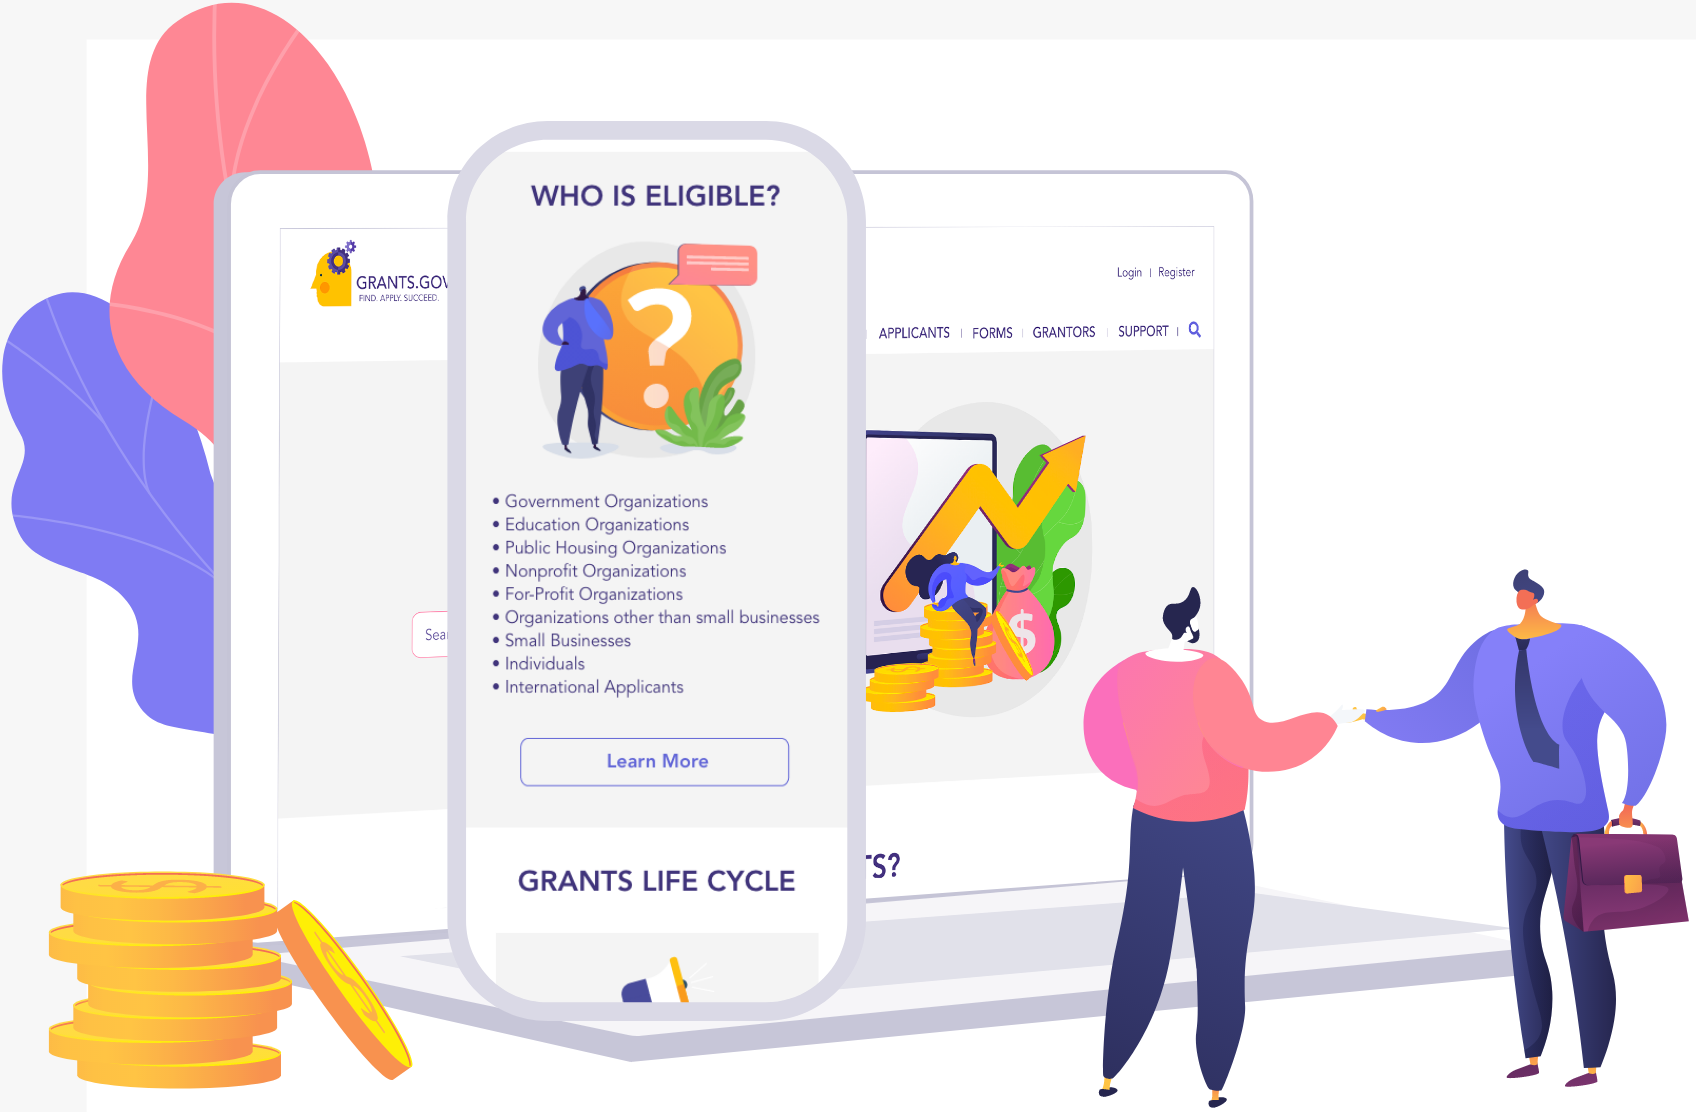 WHO IS ELIGIBLE?
• Government Organizations
• Education Organizations
• Public Housing Organizations
• Nonprofit Organizations
• For-Profit Organizations
• Organizations other than small businesses
• Small Businesses
• Individuals
• International Applicants
Learn More
GRANTS LIFE CYCLE
GRANTS.GOV
FIND. APPLY. SUCCEED.
Login | Register
APPLICANTS | FORMS | GRANTORS | SUPPORT |
Sea
TS?
$